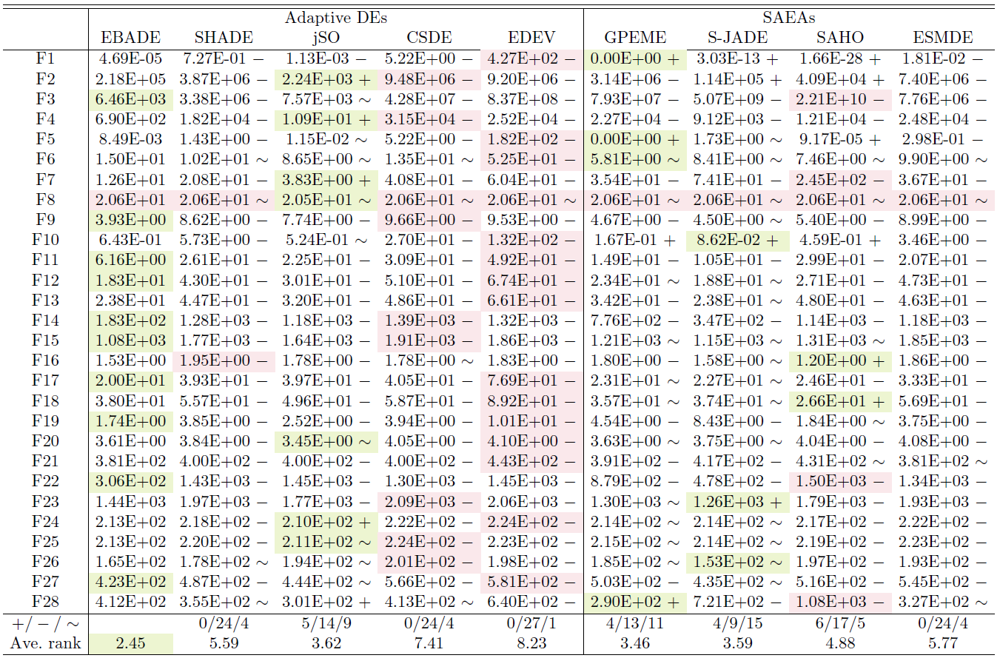 Adaptive DEs SAEAs
EBADE SHADE jSO CSDE EDEV GPEME S-JADE SAHO ESMDE
F1 4.69E-05 7.27E-01 − 1.13E-03 − 5.22E+00 − 4.27E+02 − 0.00E+00 + 3.03E-13 + 1.66E-28 + 1.81E-02 −
F2 2.18E+05 3.87E+06 − 2.24E+03 + 9.48E+06 − 9.20E+06 − 3.14E+06 − 1.14E+05 + 4.09E+04 + 7.40E+06 −
F3 6.46E+03 3.38E+06 − 7.57E+03 ∼ 4.28E+07 − 8.37E+08 − 7.93E+07 − 5.07E+09 − 2.21E+10 − 7.76E+06 −
F4 6.90E+02 1.82E+04 − 1.09E+01 + 3.15E+04 − 2.52E+04 − 2.27E+04 − 9.12E+03 − 1.21E+04 − 2.48E+04 −
F5 8.49E-03 1.43E+00 − 1.15E-02 ∼ 5.22E+00 − 1.82E+02 − 0.00E+00 + 1.73E+00 ∼ 9.17E-05 + 2.98E-01 −
F6 1.50E+01 1.02E+01 ∼ 8.65E+00 ∼ 1.35E+01 ∼ 5.25E+01 − 5.81E+00 ∼ 8.41E+00 ∼ 7.46E+00 ∼ 9.90E+00 ∼
F7 1.26E+01 2.08E+01 − 3.83E+00 + 4.08E+01 − 6.04E+01 − 3.54E+01 − 7.41E+01 − 2.45E+02 − 3.67E+01 −
F8 2.06E+01 2.06E+01 ∼ 2.05E+01 ∼ 2.06E+01 ∼ 2.06E+01 ∼ 2.06E+01 ∼ 2.06E+01 ∼ 2.06E+01 ∼ 2.06E+01 ∼
F9 3.93E+00 8.62E+00 − 7.74E+00 − 9.66E+00 − 9.53E+00 − 4.67E+00 − 4.50E+00 ∼ 5.40E+00 − 8.99E+00 −
F10 6.43E-01 5.73E+00 − 5.24E-01 ∼ 2.70E+01 − 1.32E+02 − 1.67E-01 + 8.62E-02 + 4.59E-01 + 3.46E+00 −
F11 6.16E+00 2.61E+01 − 2.25E+01 − 3.09E+01 − 4.92E+01 − 1.49E+01 − 1.05E+01 − 2.99E+01 − 2.07E+01 −
F12 1.83E+01 4.30E+01 − 3.01E+01 − 5.10E+01 − 6.74E+01 − 2.34E+01 ∼ 1.88E+01 ∼ 2.71E+01 − 4.73E+01 −
F13 2.38E+01 4.47E+01 − 3.20E+01 − 4.86E+01 − 6.61E+01 − 3.42E+01 − 2.38E+01 ∼ 4.80E+01 − 4.63E+01 −
F14 1.83E+02 1.28E+03 − 1.18E+03 − 1.39E+03 − 1.32E+03 − 7.76E+02 − 3.47E+02 − 1.14E+03 − 1.18E+03 −
F15 1.08E+03 1.77E+03 − 1.64E+03 − 1.91E+03 − 1.86E+03 − 1.21E+03 ∼ 1.15E+03 ∼ 1.31E+03 ∼ 1.85E+03 −
F16 1.53E+00 1.95E+00 − 1.78E+00 − 1.78E+00 ∼ 1.83E+00 − 1.80E+00 − 1.58E+00 ∼ 1.20E+00 + 1.86E+00 −
F17 2.00E+01 3.93E+01 − 3.97E+01 − 4.05E+01 − 7.69E+01 − 2.31E+01 ∼ 2.27E+01 ∼ 2.46E+01 − 3.33E+01 −
F18 3.80E+01 5.57E+01 − 4.96E+01 − 5.87E+01 − 8.92E+01 − 3.57E+01 ∼ 3.74E+01 ∼ 2.66E+01 + 5.69E+01 −
F19 1.74E+00 3.85E+00 − 2.52E+00 − 3.94E+00 − 1.01E+01 − 4.54E+00 − 8.43E+00 − 1.84E+00 ∼ 3.75E+00 −
F20 3.61E+00 3.84E+00 − 3.45E+00 ∼ 4.05E+00 − 4.10E+00 − 3.63E+00 ∼ 3.75E+00 ∼ 4.04E+00 − 4.08E+00 −
F21 3.81E+02 4.00E+02 − 4.00E+02 − 4.00E+02 − 4.43E+02 − 3.91E+02 − 4.17E+02 − 4.31E+02 ∼ 3.81E+02 ∼
F22 3.06E+02 1.43E+03 − 1.45E+03 − 1.30E+03 − 1.45E+03 − 8.79E+02 − 4.78E+02 − 1.50E+03 − 1.34E+03 −
F23 1.44E+03 1.97E+03 − 1.77E+03 − 2.09E+03 − 2.06E+03 − 1.30E+03 ∼ 1.26E+03 + 1.79E+03 − 1.93E+03 −
F24 2.13E+02 2.18E+02 − 2.10E+02 + 2.22E+02 − 2.24E+02 − 2.14E+02 ∼ 2.14E+02 ∼ 2.17E+02 − 2.22E+02 −
F25 2.13E+02 2.20E+02 − 2.11E+02 ∼ 2.24E+02 − 2.23E+02 − 2.15E+02 ∼ 2.14E+02 ∼ 2.19E+02 − 2.23E+02 −
F26 1.65E+02 1.78E+02 ∼ 1.94E+02 ∼ 2.01E+02 − 1.98E+02 − 1.85E+02 ∼ 1.53E+02 ∼ 1.97E+02 − 1.93E+02 −
F27 4.23E+02 4.87E+02 − 4.44E+02 ∼ 5.66E+02 − 5.81E+02 − 5.03E+02 − 4.35E+02 ∼ 5.16E+02 − 5.45E+02 −
F28 4.12E+02 3.55E+02 ∼ 3.01E+02 + 4.13E+02 ∼ 6.40E+02 − 2.90E+02 + 7.21E+02 − 1.08E+03 − 3.27E+02 ∼
+/ − / ∼ 0/24/4 5/14/9 0/24/4 0/27/1 4/13/11 4/9/15 6/17/5 0/24/4
Ave. rank 2.45 5.59 3.62 7.41 8.23 3.46 3.59 4.88 5.77